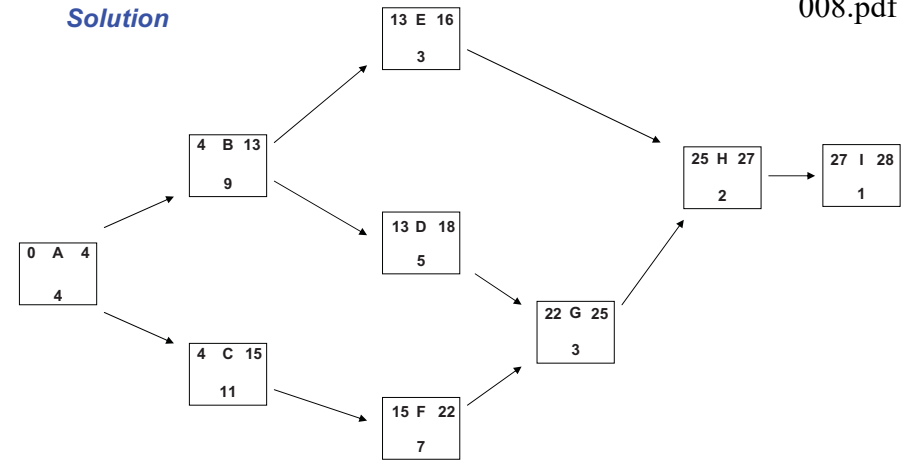 Solution
008.pdf
13 E 16
3
4 B 13
9
25 H 27
2
27 I 28
1
13 D 18
5
0 A 4
4
22 G 25
3
4 C 15
11
15 F 22
7